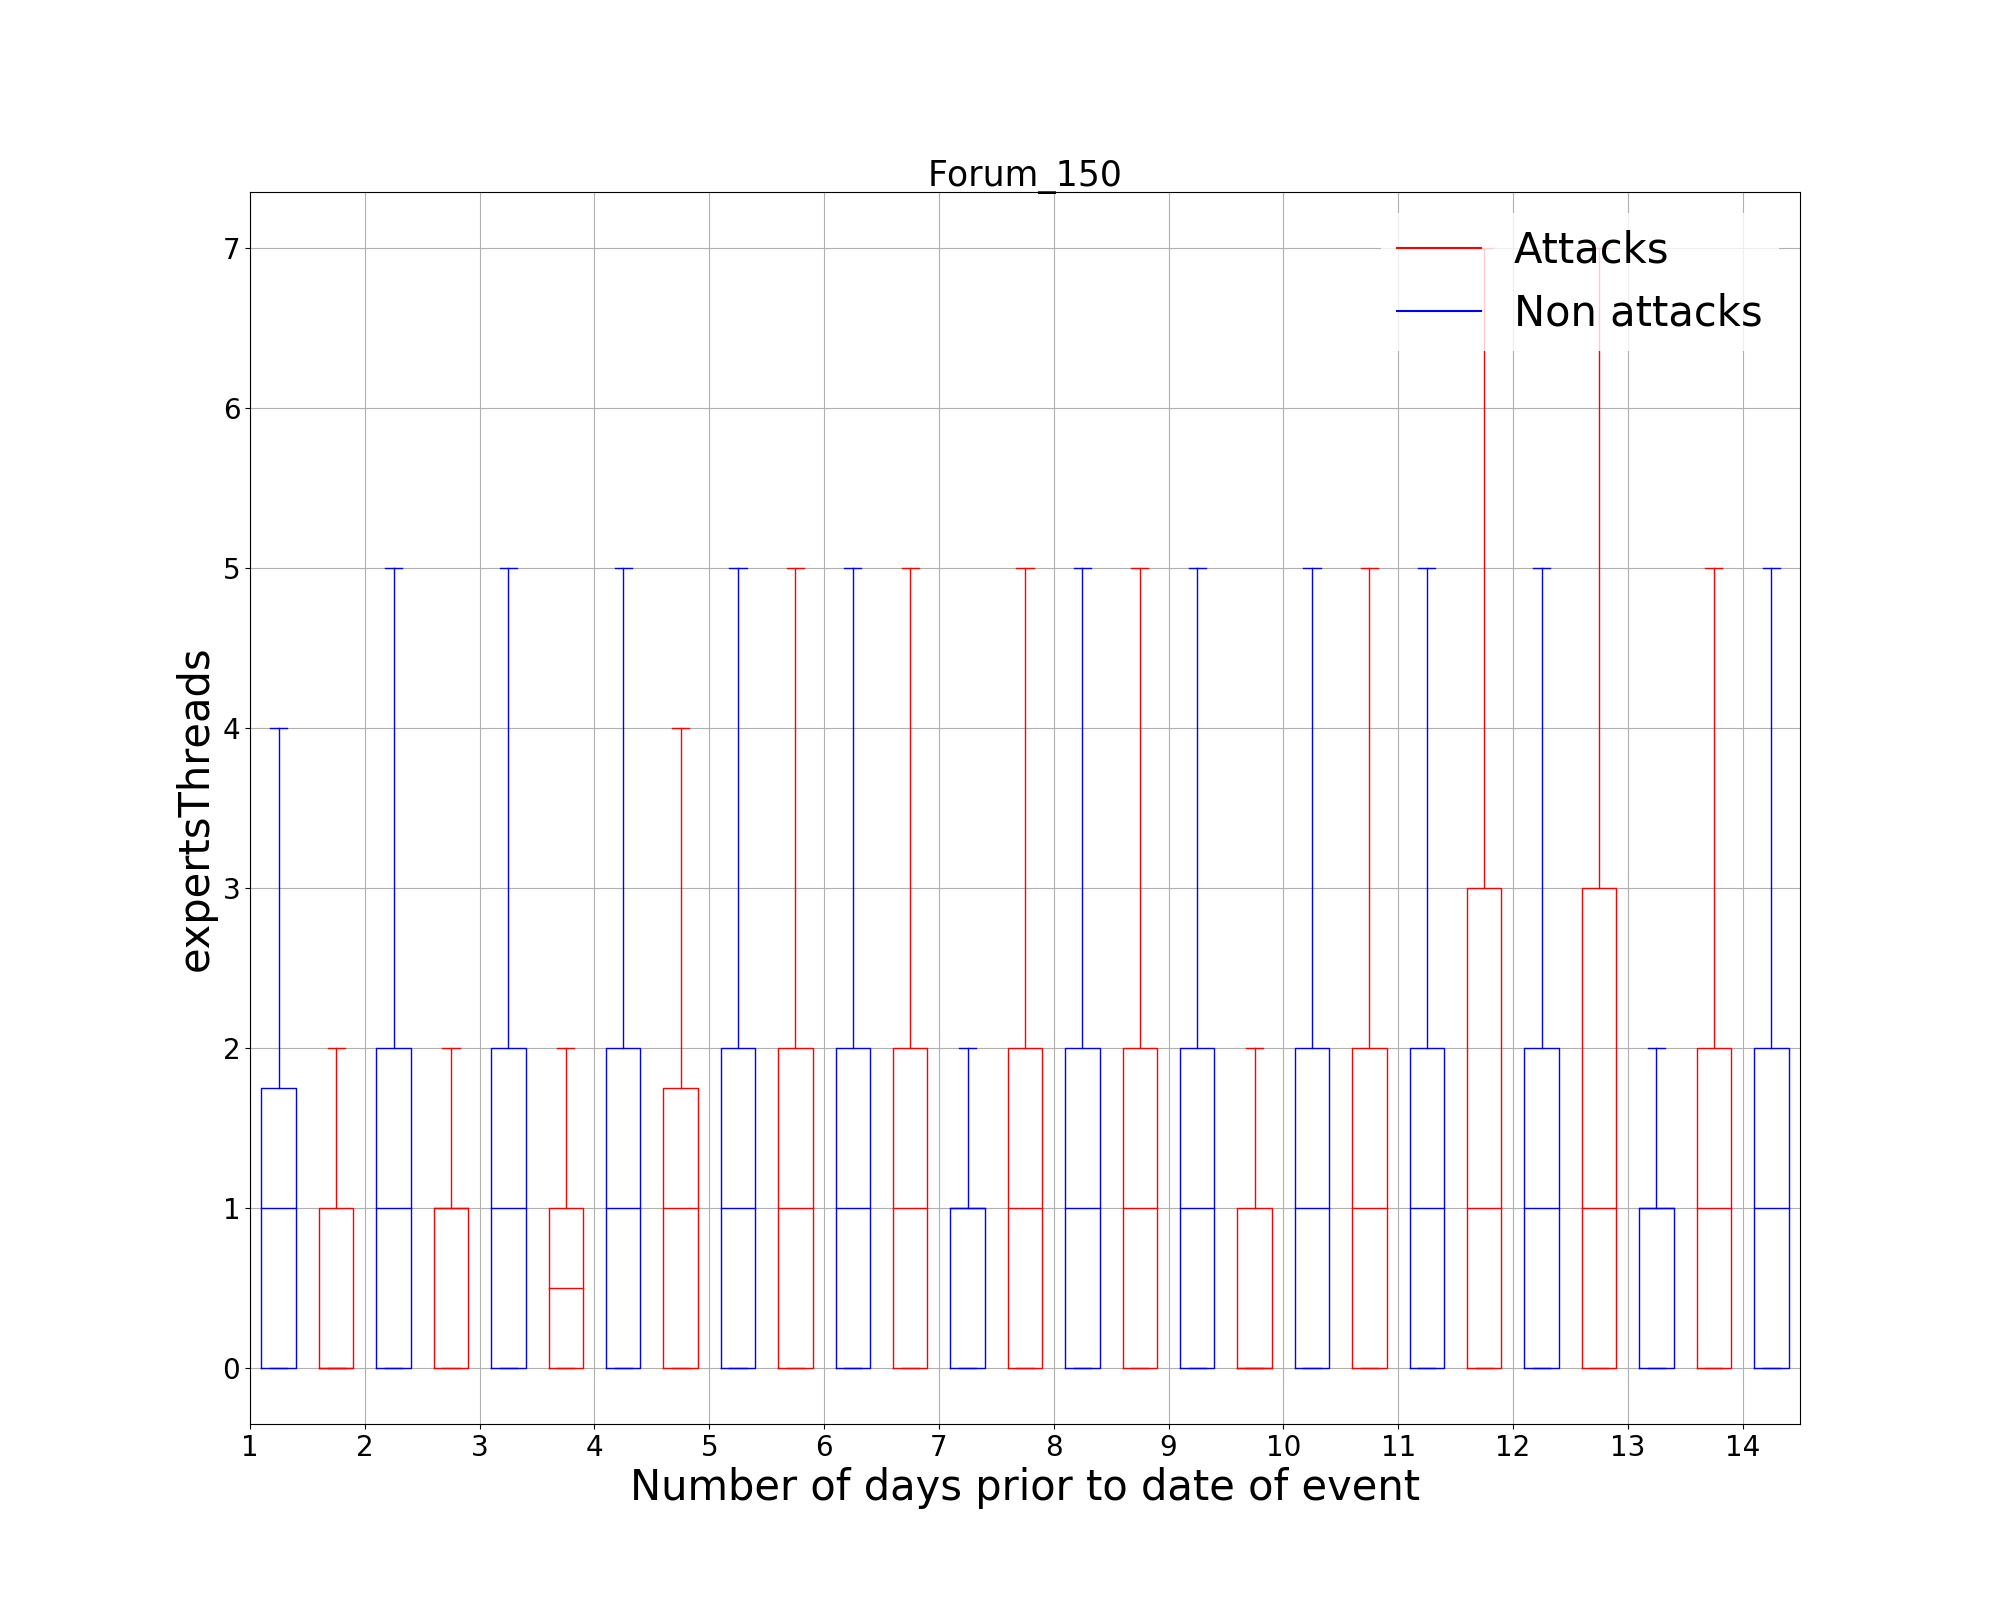 Forum_150
Attacks
Non attacks
7
6
5
4
3
2
1
0
expertsThreads
1 2 3 4 5 6 7 8 9 10 11 12 13 14
Number of days prior to date of event